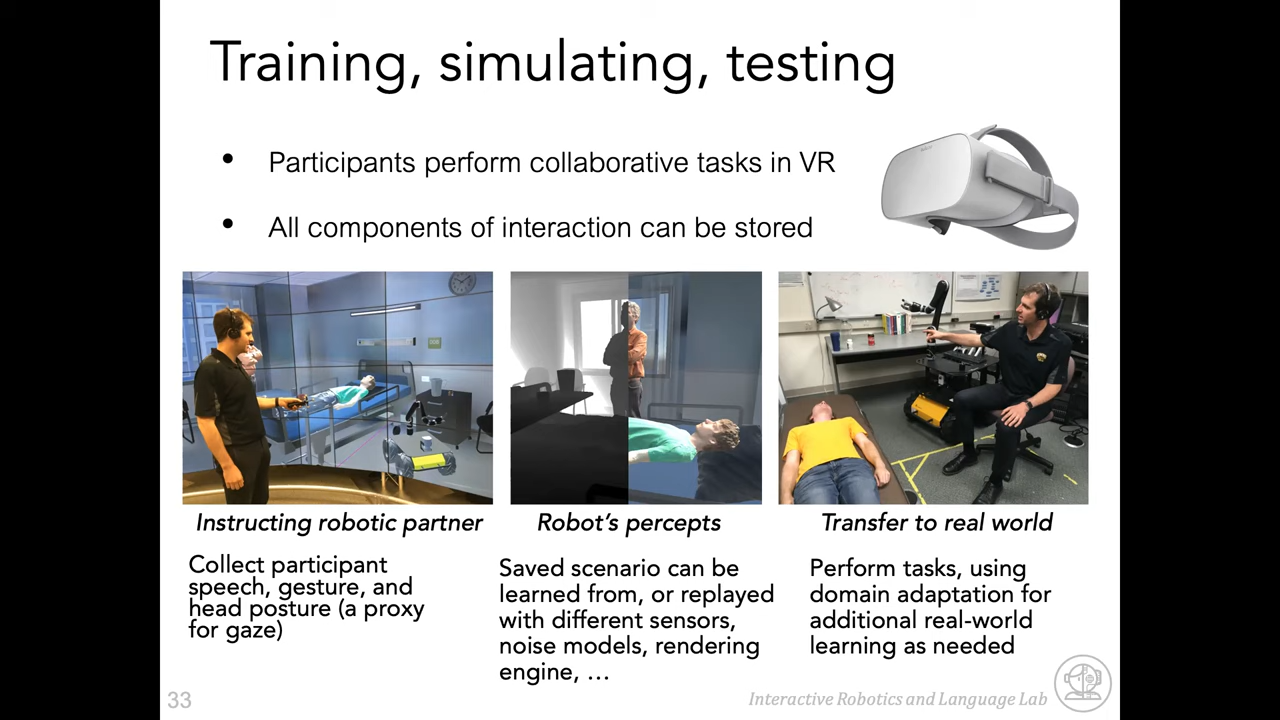 Training, simulating, testing
• Participants perform collaborative tasks in VR
• All components of interaction can be stored
Instructing robotic partner
Collect participant
speech, gesture, and
head posture (a proxy
for gaze)
Robot's percepts
Saved scenario can be
learned from, or replayed
with different sensors,
noise models, rendering
engine, …
Transfer to real world
Perform tasks, using
domain adaptation for
additional real-world
learning as needed
33
Interactive Robotics and Language Lab